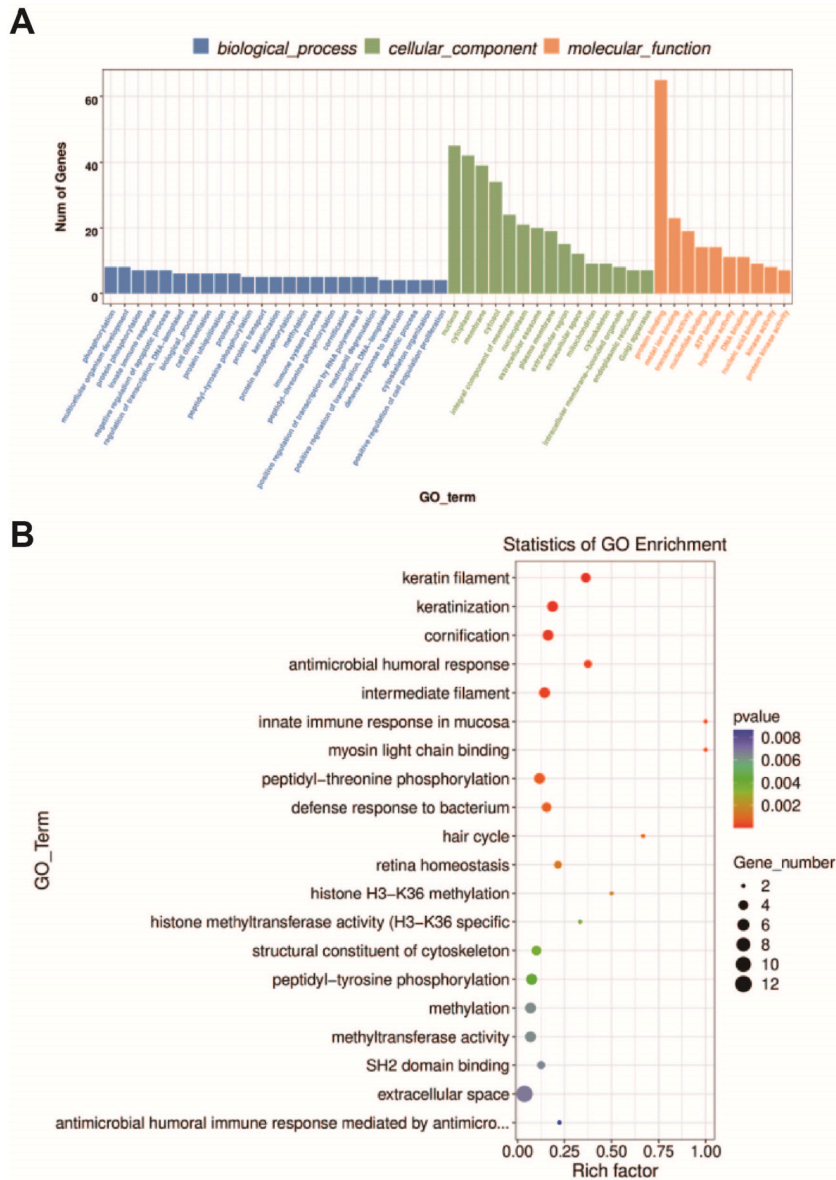 A
biological_process cellular_component molecular_function
Num of Genes
60
40
20
0
phosphorylation
multicellular organism development
protein phosphorylation
innate immune response
negative regulation of apoptotic process
regulation of transcription, DNA-templated
biological_process
cell differentiation
protein ubiquitination
proteolysis
peptidyl-tyrosine phosphorylation
protein transport
keratinization
protein autophosphorylation
methylation
immune system process
peptidyl-threonine phosphorylation
cornification
positive regulation of transcription by RNA polymerase II
neutrophil degranulation
positive regulation of transcription, DNA-templated
defense response to bacterium
apoptotic process
cytoskeleton organization
positive regulation of cell population proliferation
nucleus
cytoplasm
membrane
cytosol
integral component of membrane
nucleoplasm
extracellular exosome
plasma membrane
extracellular region
extracellular space
mitochondrion
cytoskeleton
intracellular membrane-bounded organelle
endoplasmic reticulum
Golgi apparatus
protein binding
metal ion binding
transferase activity
nucleotide binding
ATP binding
hydrolase activity
DNA binding
nucleic acid binding
kinase activity
protein kinase activity
GO_term
B
Statistics of GO Enrichment
GO_Term
keratin filament
keratinization
cornification
antimicrobial humoral response
intermediate filament
innate immune response in mucosa
myosin light chain binding
peptidyl-threonine phosphorylation
defense response to bacterium
hair cycle
retina homeostasis
histone H3-K36 methylation
histone methyltransferase activity (H3-K36 specific
structural constituent of cytoskeleton
peptidyl-tyrosine phosphorylation
methylation
methyltransferase activity
SH2 domain binding
extracellular space
antimicrobial humoral immune response mediated by antimicro...
0.00 0.25 0.50 0.75 1.00
Rich factor
pvalue
0.008
0.006
0.004
0.002
Gene_number
2
4
6
8
10
12